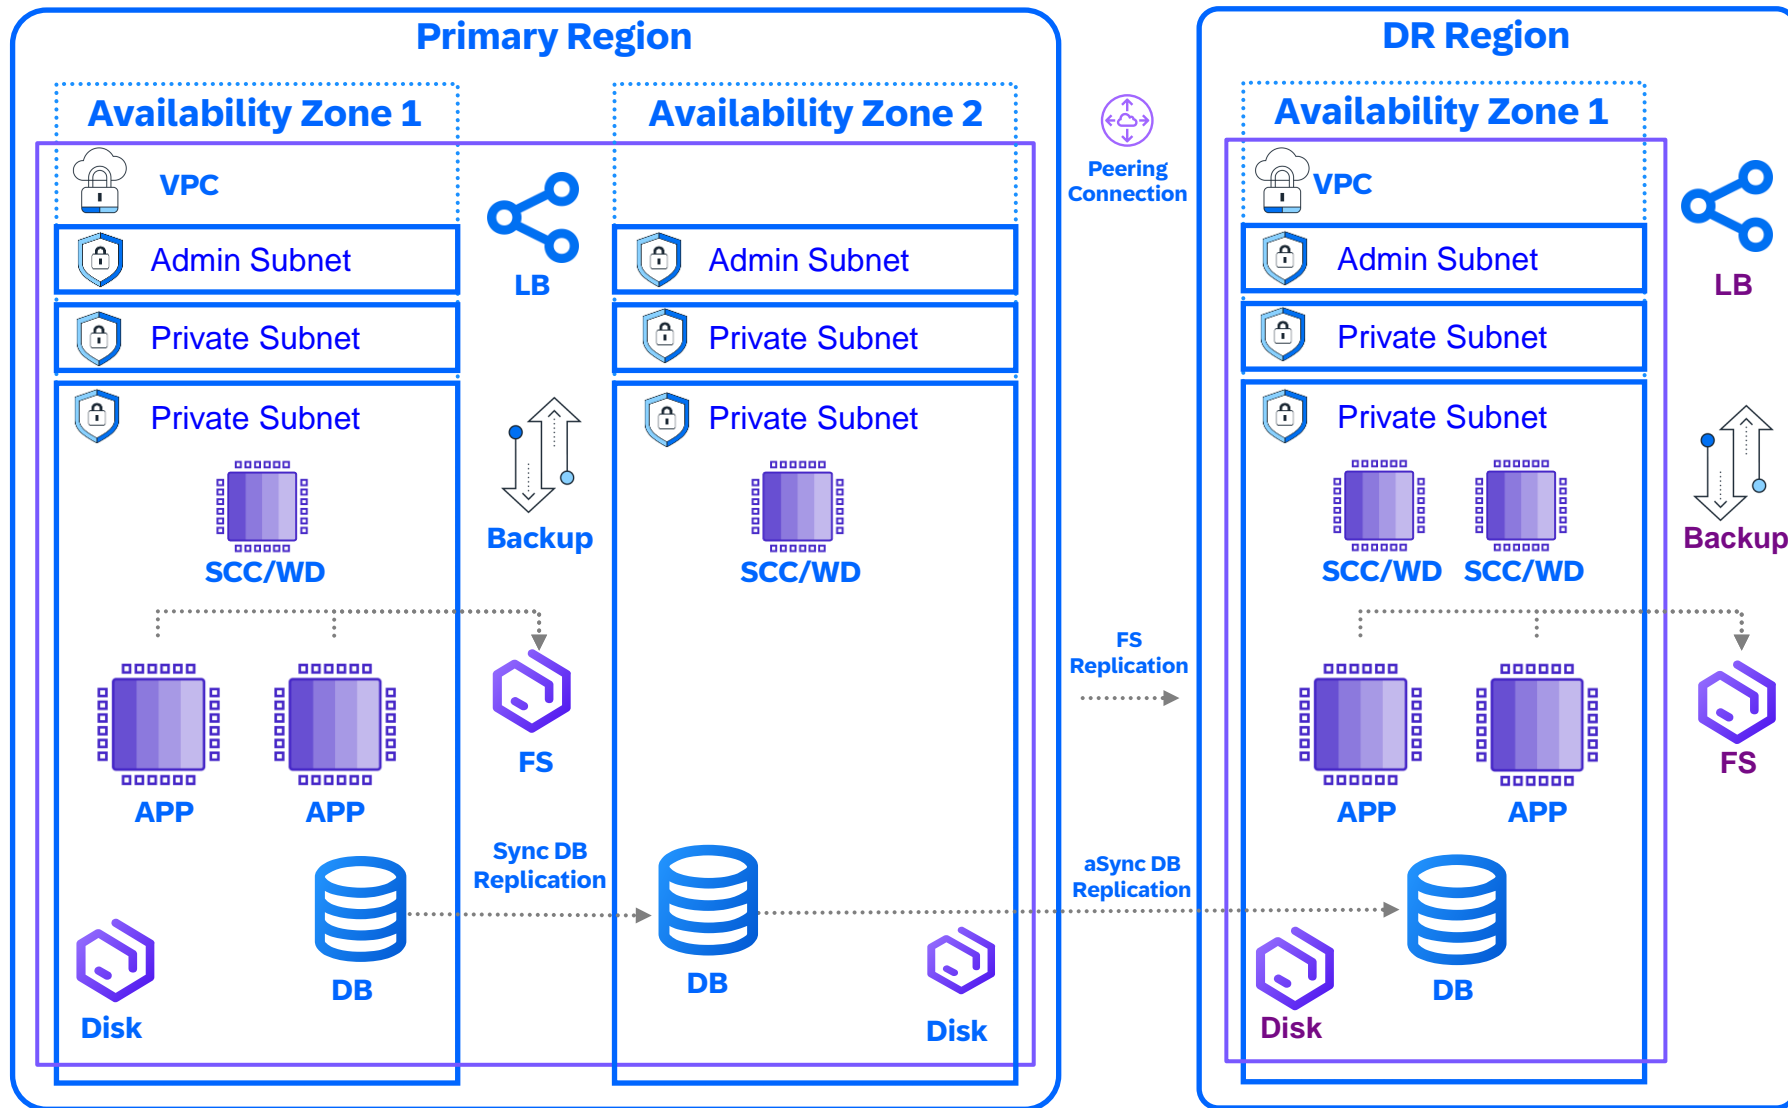 Primary Region
DR Region
Availability Zone 1
Availability Zone 2
Availability Zone 1
Peering
Connection
VPC
VPC
LB
LB
Admin Subnet
Admin Subnet
Admin Subnet
Private Subnet
Private Subnet
Private Subnet
Private Subnet
Private Subnet
Private Subnet
Backup
Backup
SCC/WD
SCC/WD
SCC/WD
SCC/WD
FS
Replication
FS
FS
APP
APP
APP
APP
Sync DB
Replication
aSync DB
Replication
DB
DB
DB
Disk
Disk
Disk